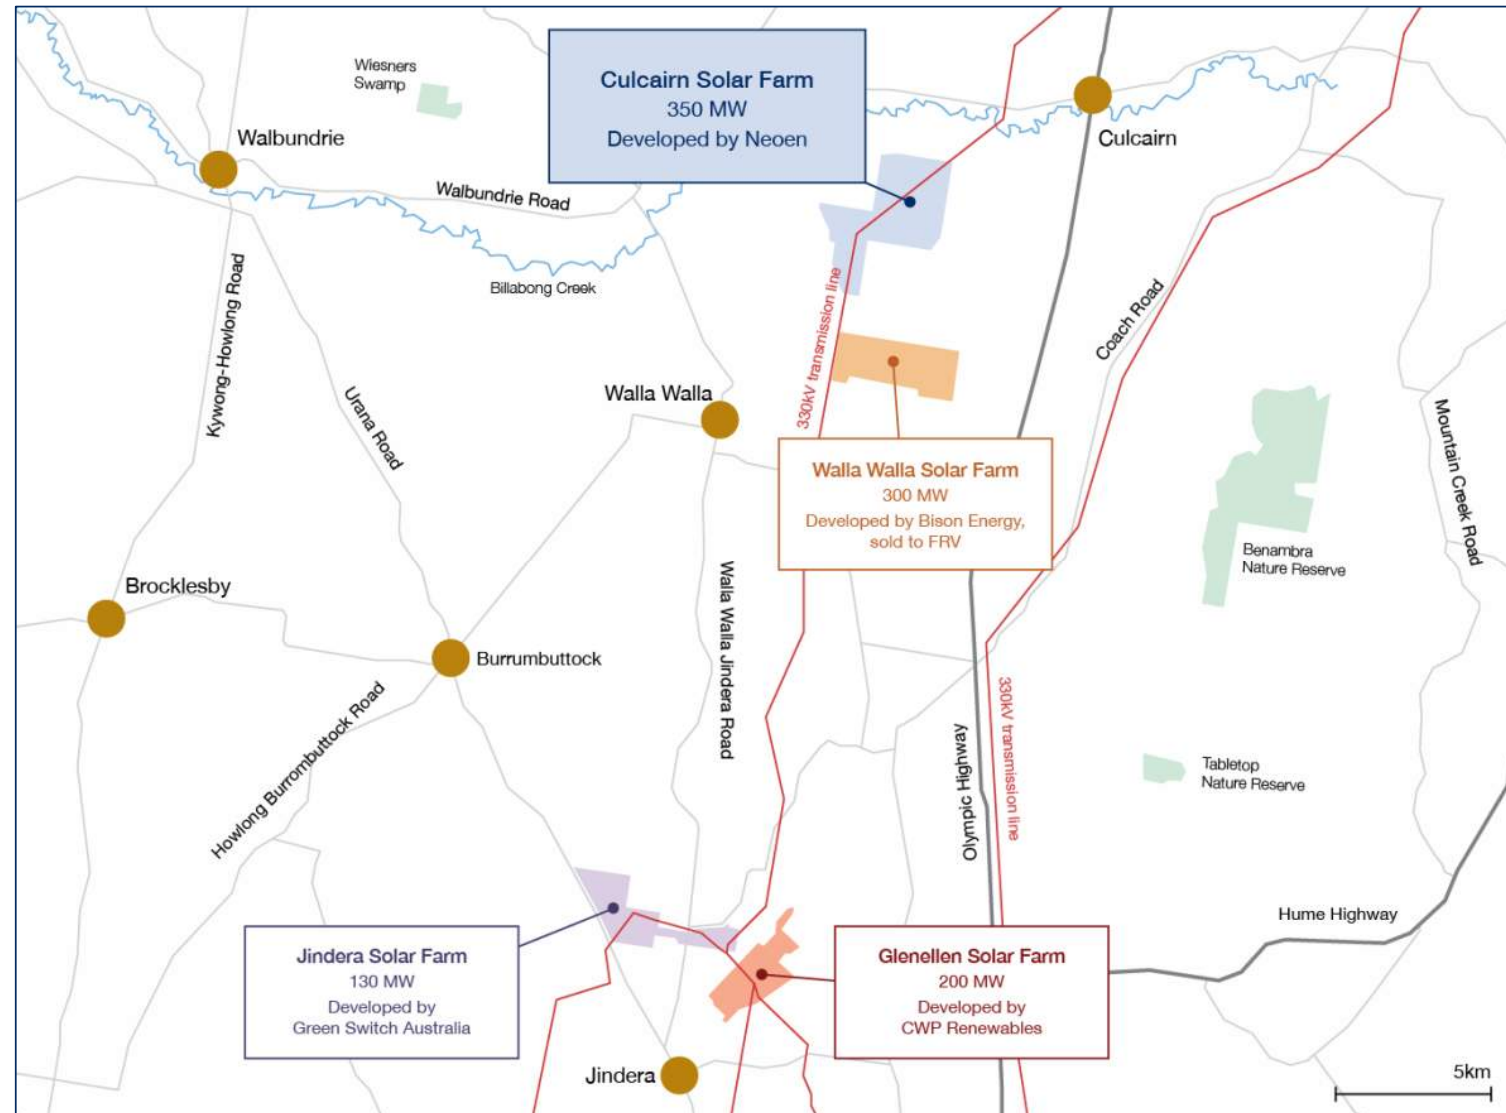 Wiesners
Swamp
Culcairn Solar Farm
350 MW
Developed by Neoen
Walbundrie
Culcairn
Walbundrie Road
Billabong Creek
Kywong-Howlong Road
330kV transmission line
Coach Road
Urana Road
Walla Walla
Mountain Creek Road
Walla Walla Solar Farm
300 MW
Developed by Bison Energy,
sold to FRV
Benambra
Nature Reserve
Brocklesby
Walla Walla Jindera Road
Burrumbuttock
Howlong Burrombuttock Road
Olympic Highway
330kV transmission line
Tabletop
Nature Reserve
Hume Highway
Jindera Solar Farm
130 MW
Developed by
Green Switch Australia
Glenellen Solar Farm
200 MW
Developed by
CWP Renewables
Jindera
5km